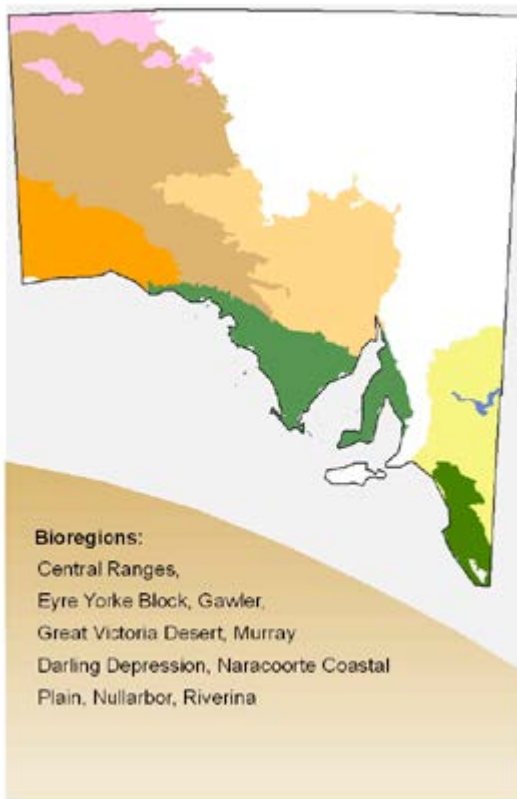 Bioregions:
Central Ranges,
Eyre Yorke Block, Gawler,
Great Victoria Desert, Murray
Darling Depression, Naracoorte Coastal
Plain, Nullarbor, Riverina